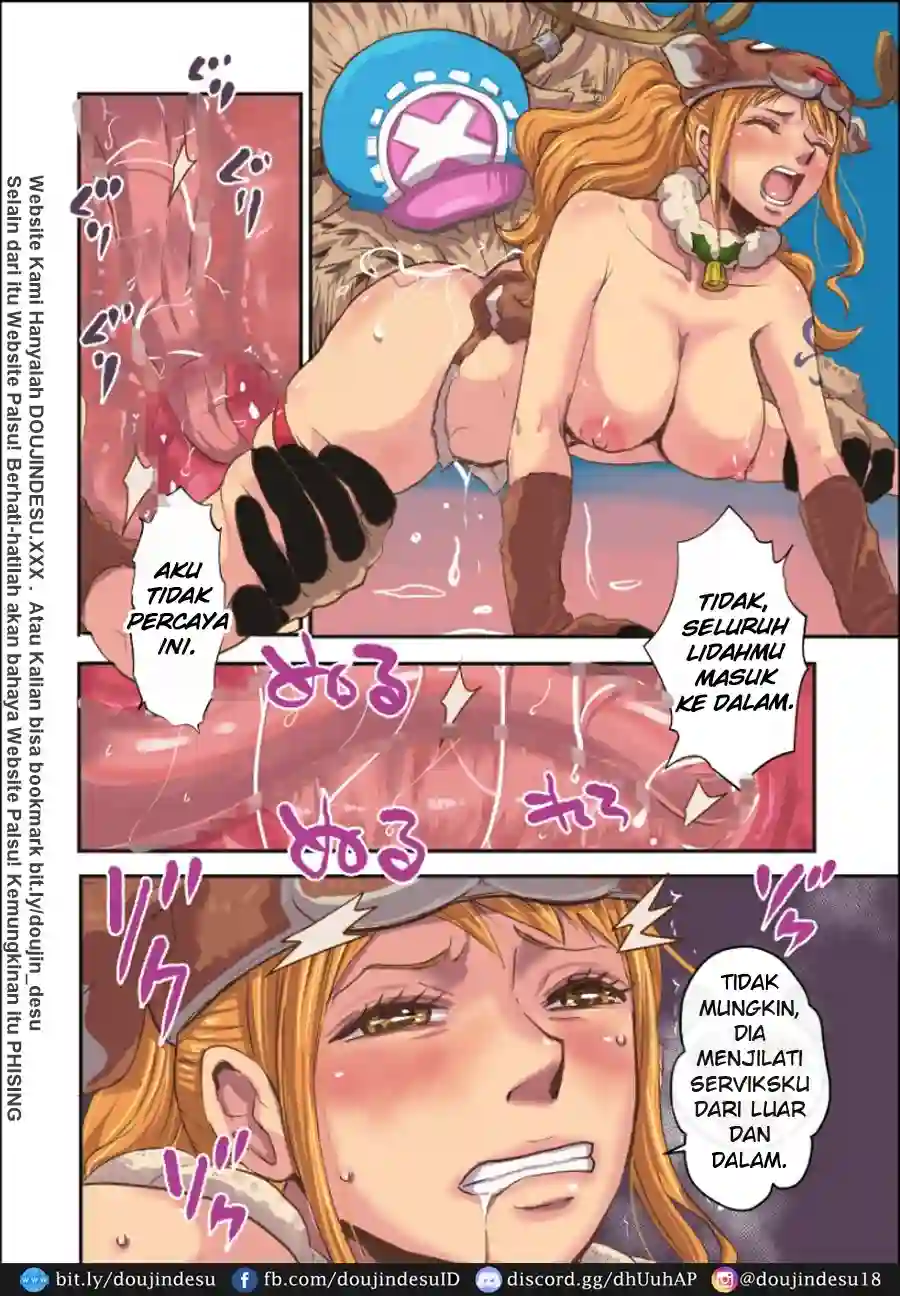 TIDAK,
SELURUH
LIDAHMU
MASUK
KE DALAM.
AKU
TIDAK
PERCAYA
INI.
ぬる
ぬる
れろ
TIDAK
MUNGKIN,
DIA
MENJILATI
SERVIKSKU
DARI LUAR
DAN
DALAM.
Website Kami Hanyalah DOUJINDESU.XXX . Atau Kalian bisa bookmark bit.ly/doujin_desu
Selain dari itu Website Palsu! Berhati-hatilah akan bahaya Website Palsu! Kemungkinan itu PHISING
bit.ly/doujindesu
fb.com/doujindesuID
discord.gg/dhUuhAP
@doujindesu18